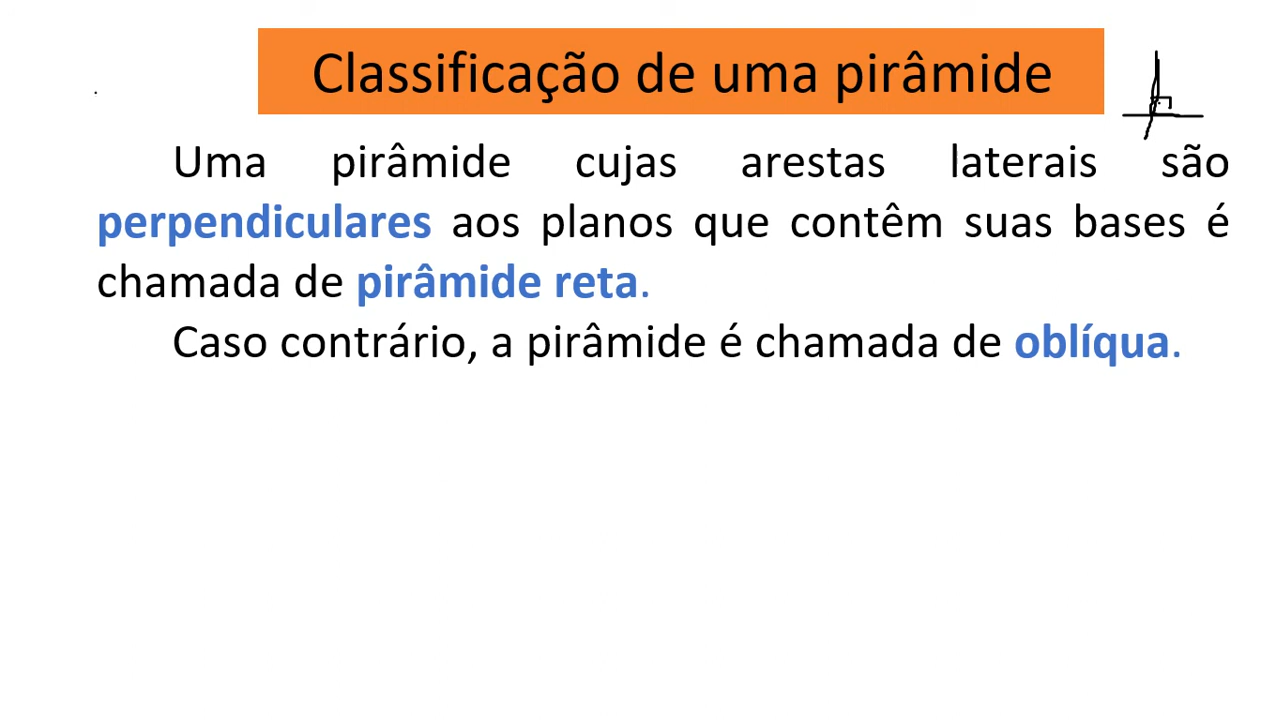 Classificação de uma pirâmide
Uma pirâmide cujas arestas laterais são
perpendiculares aos planos que contêm suas bases é
chamada de pirâmide reta.
Caso contrário, a pirâmide é chamada de oblíqua.